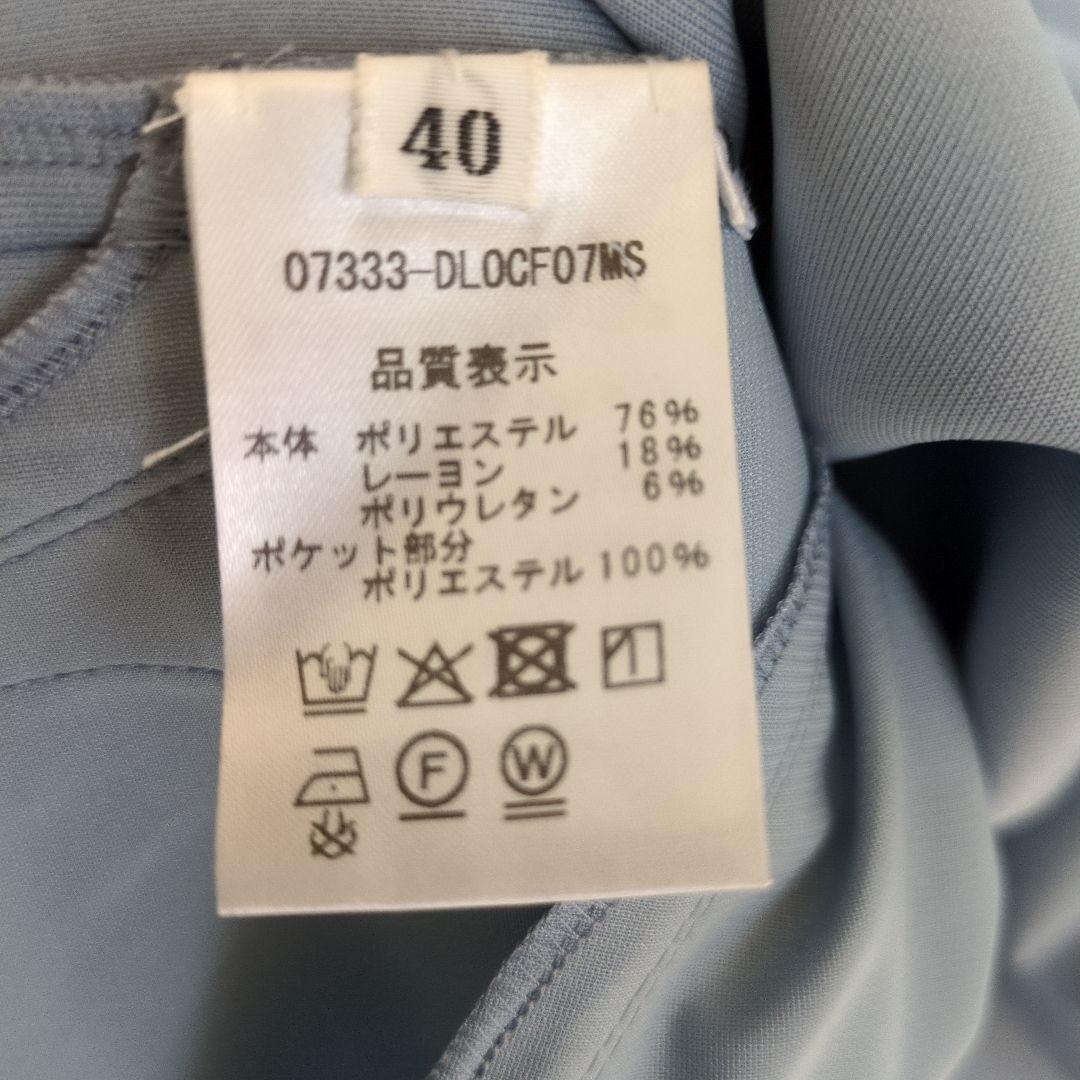 40
07333-DLOCF07MS
品質表示
本体 ポリエステル 76%
レーヨン 18%
ポリウレタン 6%
ポケット部分
ポリエステル 100%
F W